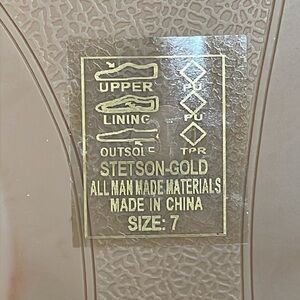 UPPER PU
LINING PU
OUTSOLE TPR
STETSON-GOLD
ALL MAN MADE MATERIALS
MADE IN CHINA
SIZE: 7